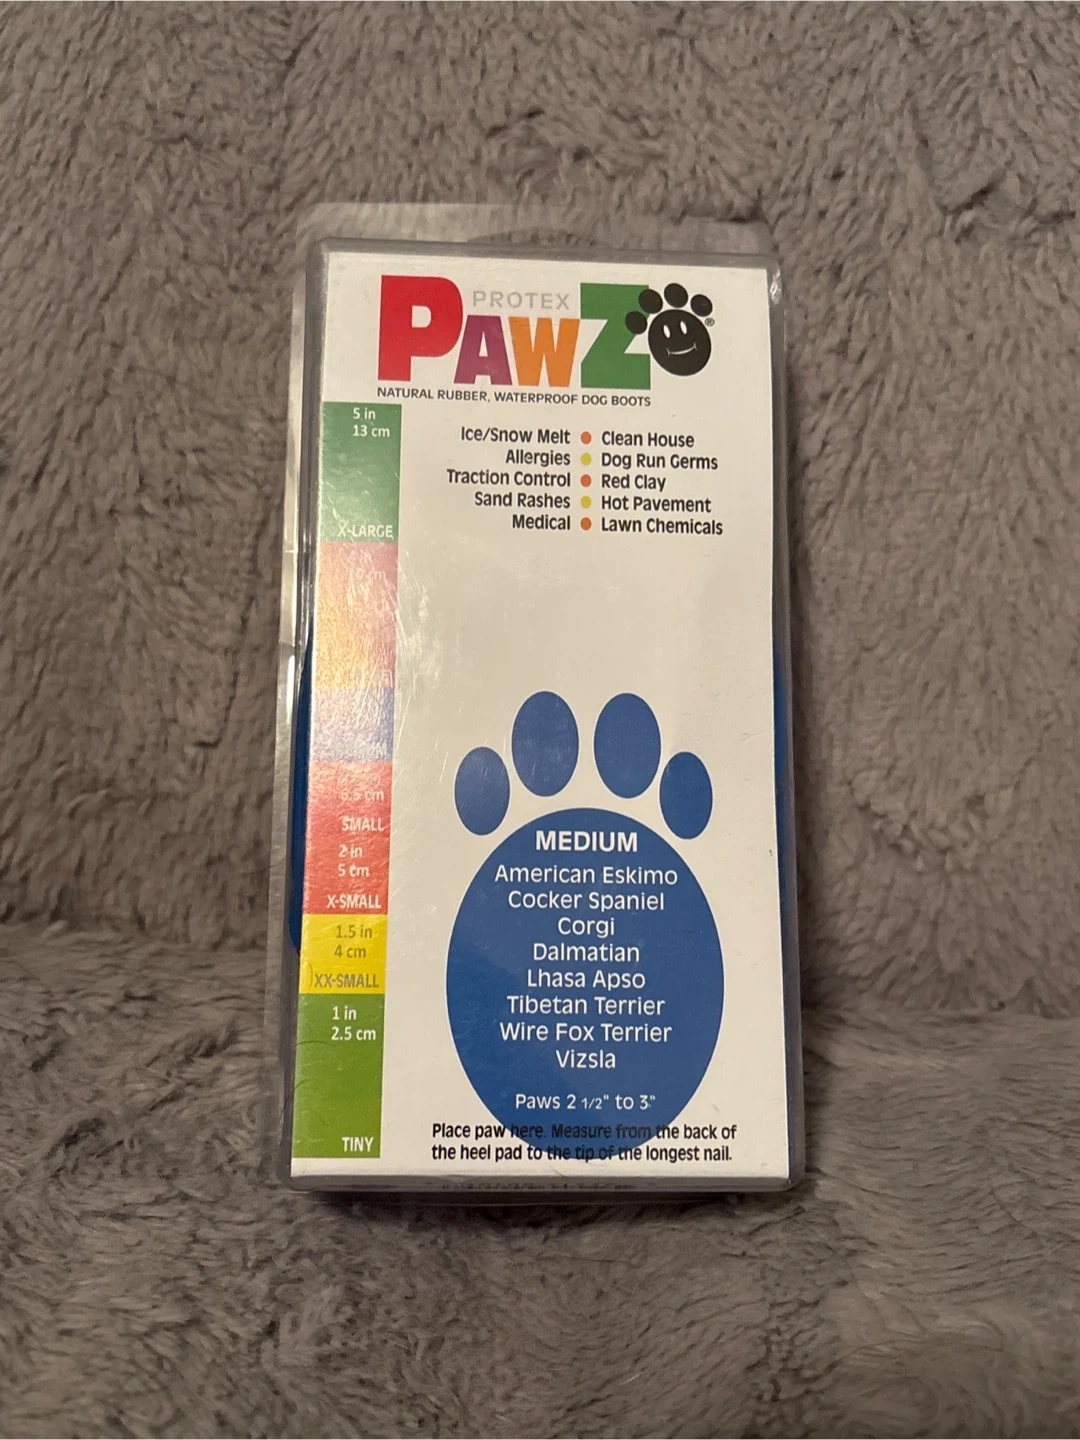 PROTEX
PAWZ®
NATURAL RUBBER, WATERPROOF DOG BOOTS
5 in
13 cm
X-LARGE
Ice/Snow Melt ● Clean House
Allergies ● Dog Run Germs
Traction Control ● Red Clay
Sand Rashes ● Hot Pavement
Medical ● Lawn Chemicals
6.5 cm
SMALL
2 in
5 cm
X-SMALL
1.5 in
4 cm
XX-SMALL
1 in
2.5 cm
TINY
MEDIUM
American Eskimo
Cocker Spaniel
Corgi
Dalmatian
Lhasa Apso
Tibetan Terrier
Wire Fox Terrier
Vizsla
Paws 2 1/2" to 3"
Place paw here. Measure from the back of
the heel pad to the tip of the longest nail.